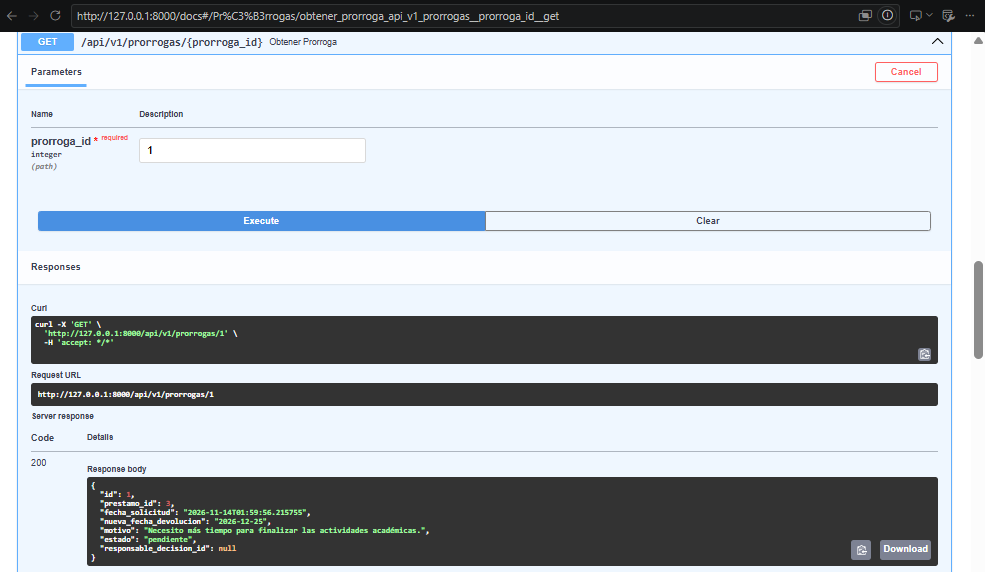 http://127.0.0.1:8000/docs#/Pr%C3%B3rrogas/obtener_prorroga_api_v1_prorrogas__prorroga_id__get
GET /api/v1/prorrogas/{prorroga_id} Obtener Prorroga
Parameters Cancel
Name Description
prorroga_id * required 1
integer
(path)
Execute Clear
Responses
Curl
curl -X 'GET' \
'http://127.0.0.1:8000/api/v1/prorrogas/1' \
-H 'accept: */*'
Request URL
http://127.0.0.1:8000/api/v1/prorrogas/1
Server response
Code Details
200
Response body
{
"id": 1,
"prestamo_id": 3,
"fecha_solicitud": "2026-11-14T01:59:56.215755",
"nueva_fecha_devolucion": "2026-12-25",
"motivo": "Necesito más tiempo para finalizar las actividades académicas.",
"estado": "pendiente",
"responsable_decision_id": null
}
Download